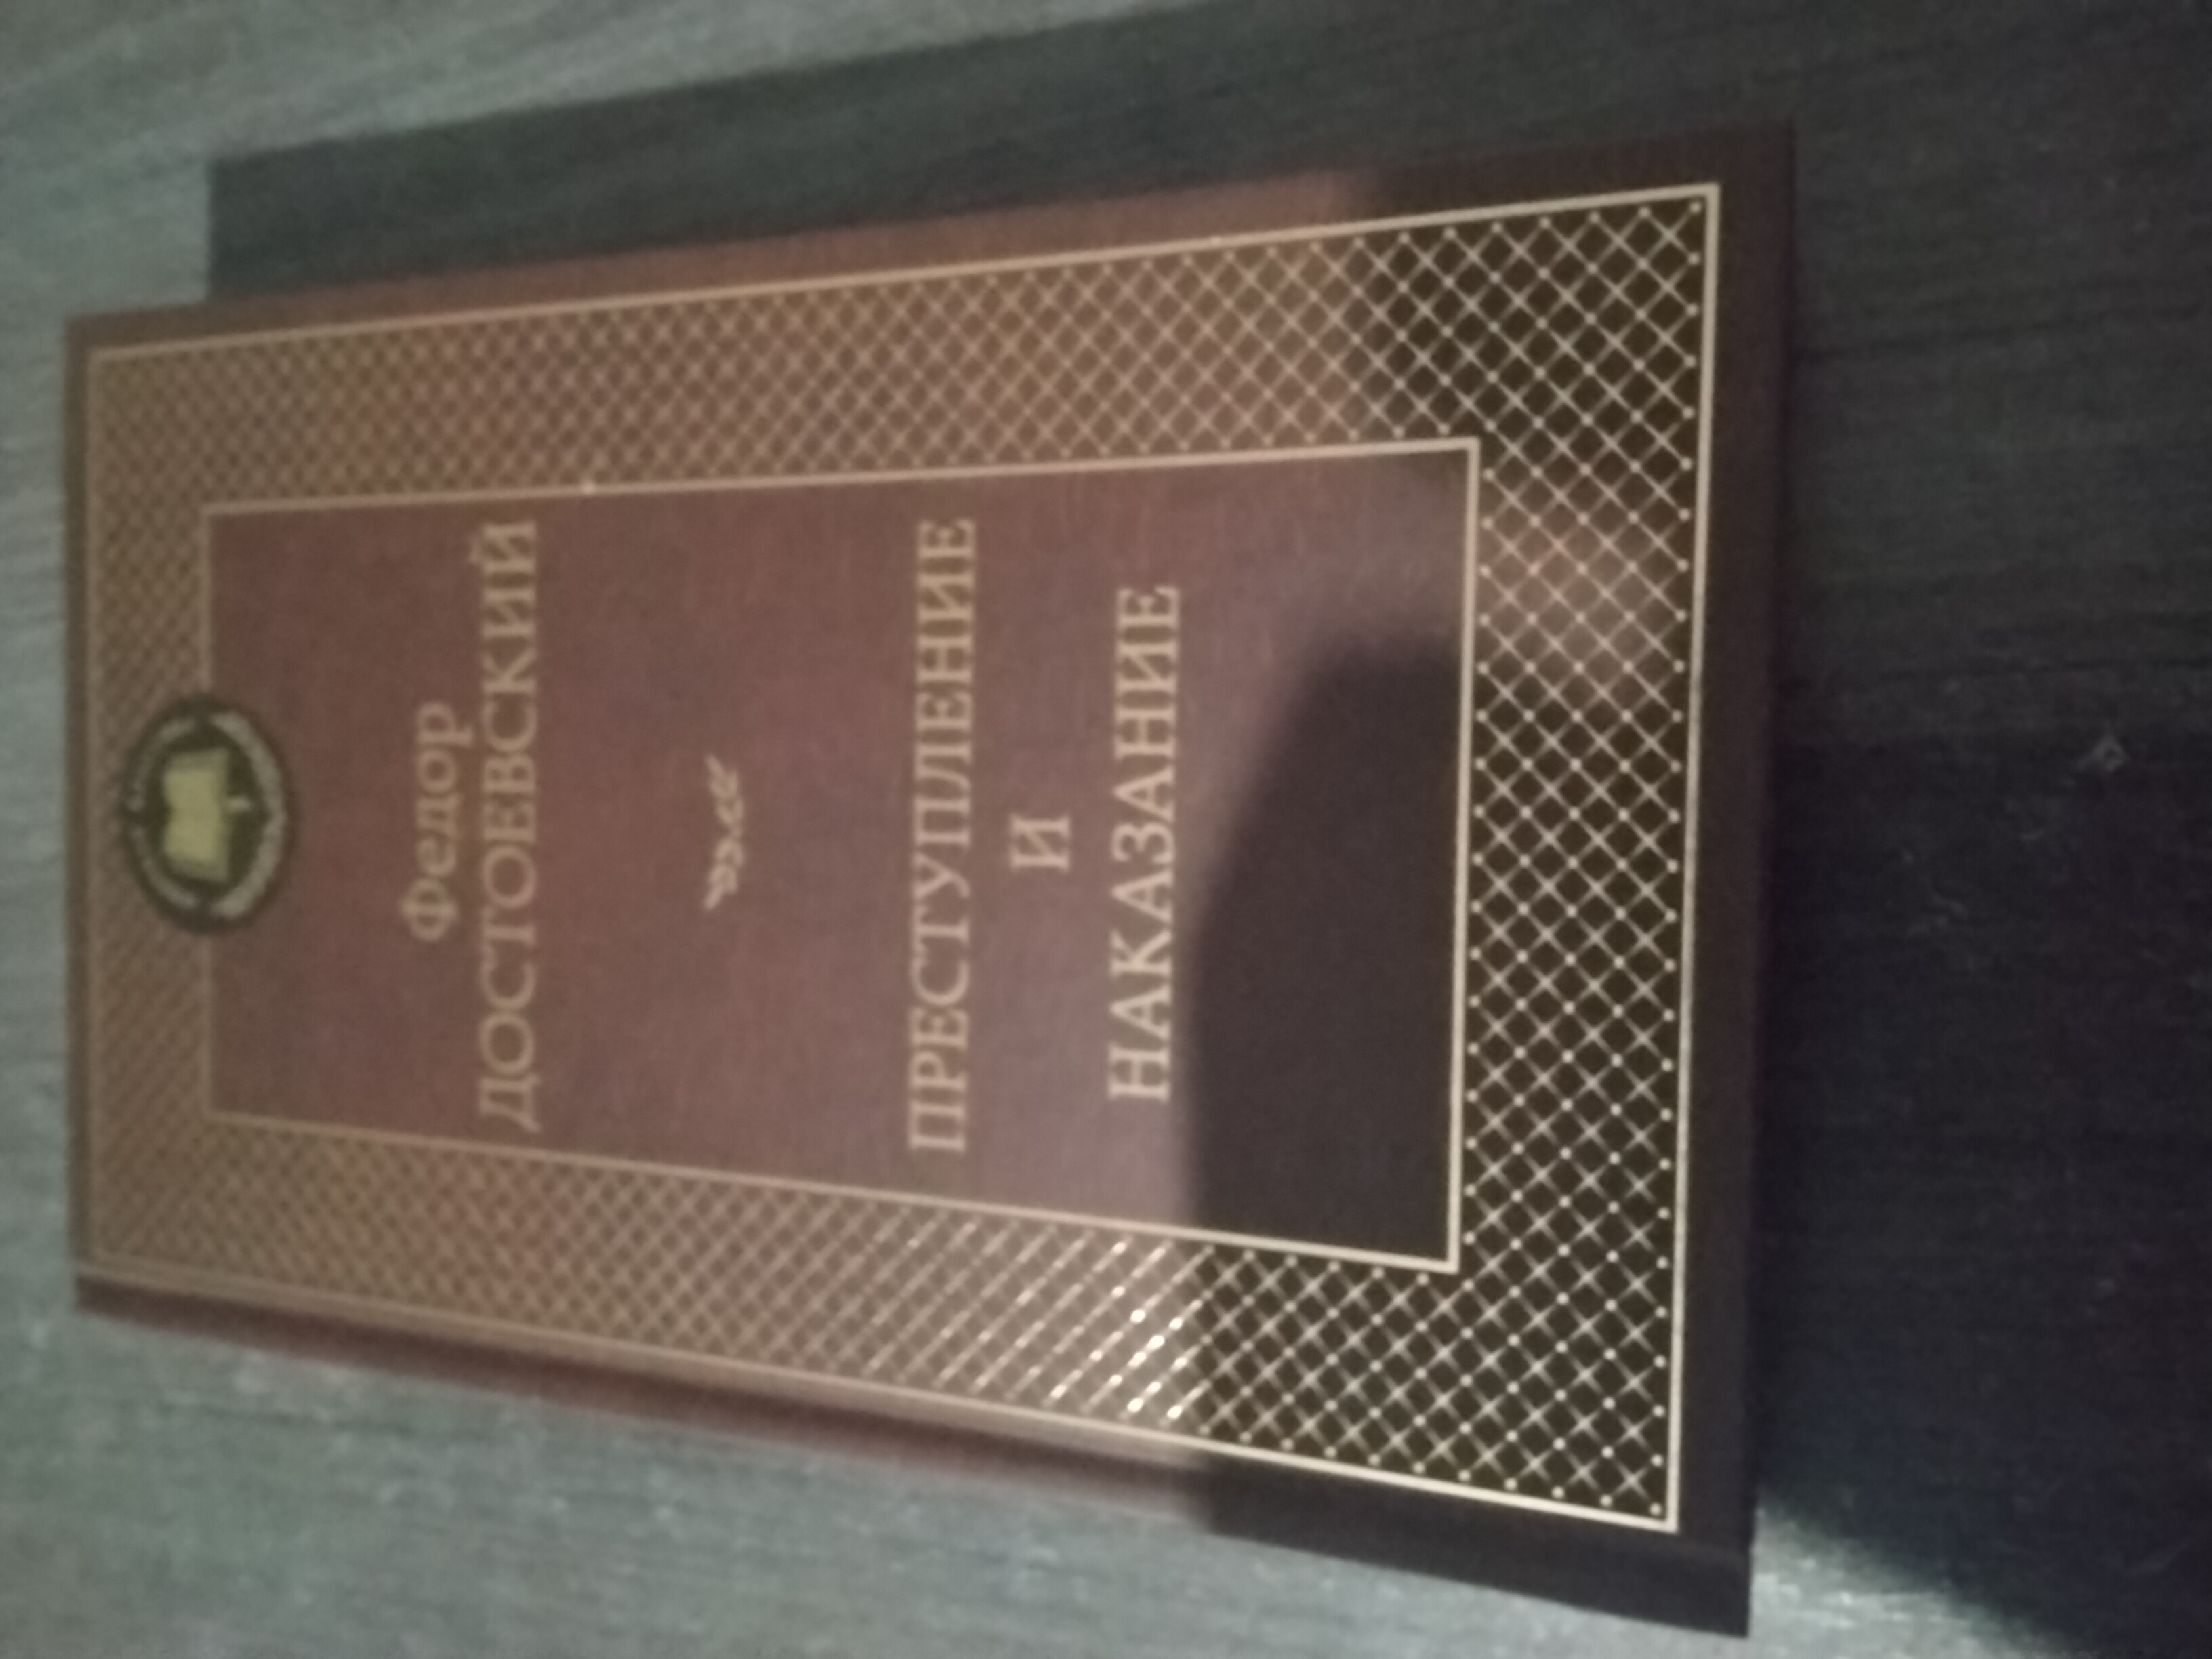 Федор
ДОСТОЕВСКИЙ
ПРЕСТУПЛЕНИЕ
И
НАКАЗАНИЕ